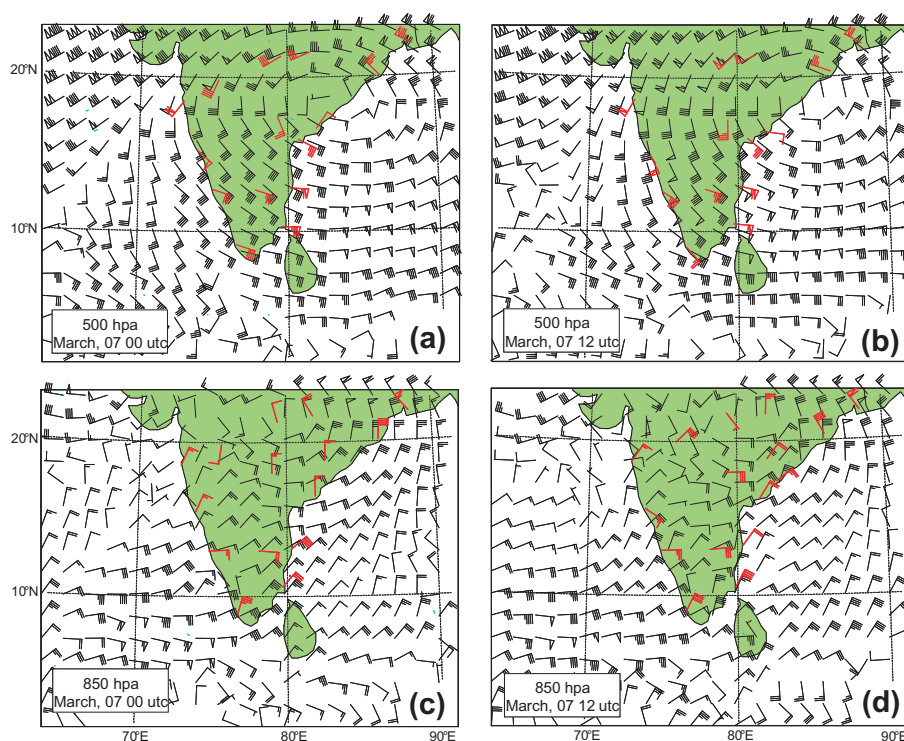 20°N
10°N
500 hpa
March, 07 00 utc
(a)
500 hpa
March, 07 12 utc
(b)
20°N
10°N
850 hpa
March, 07 00 utc
(c)
850 hpa
March, 07 12 utc
(d)
70°E
80°E
90°E
70°E
80°E
90°E